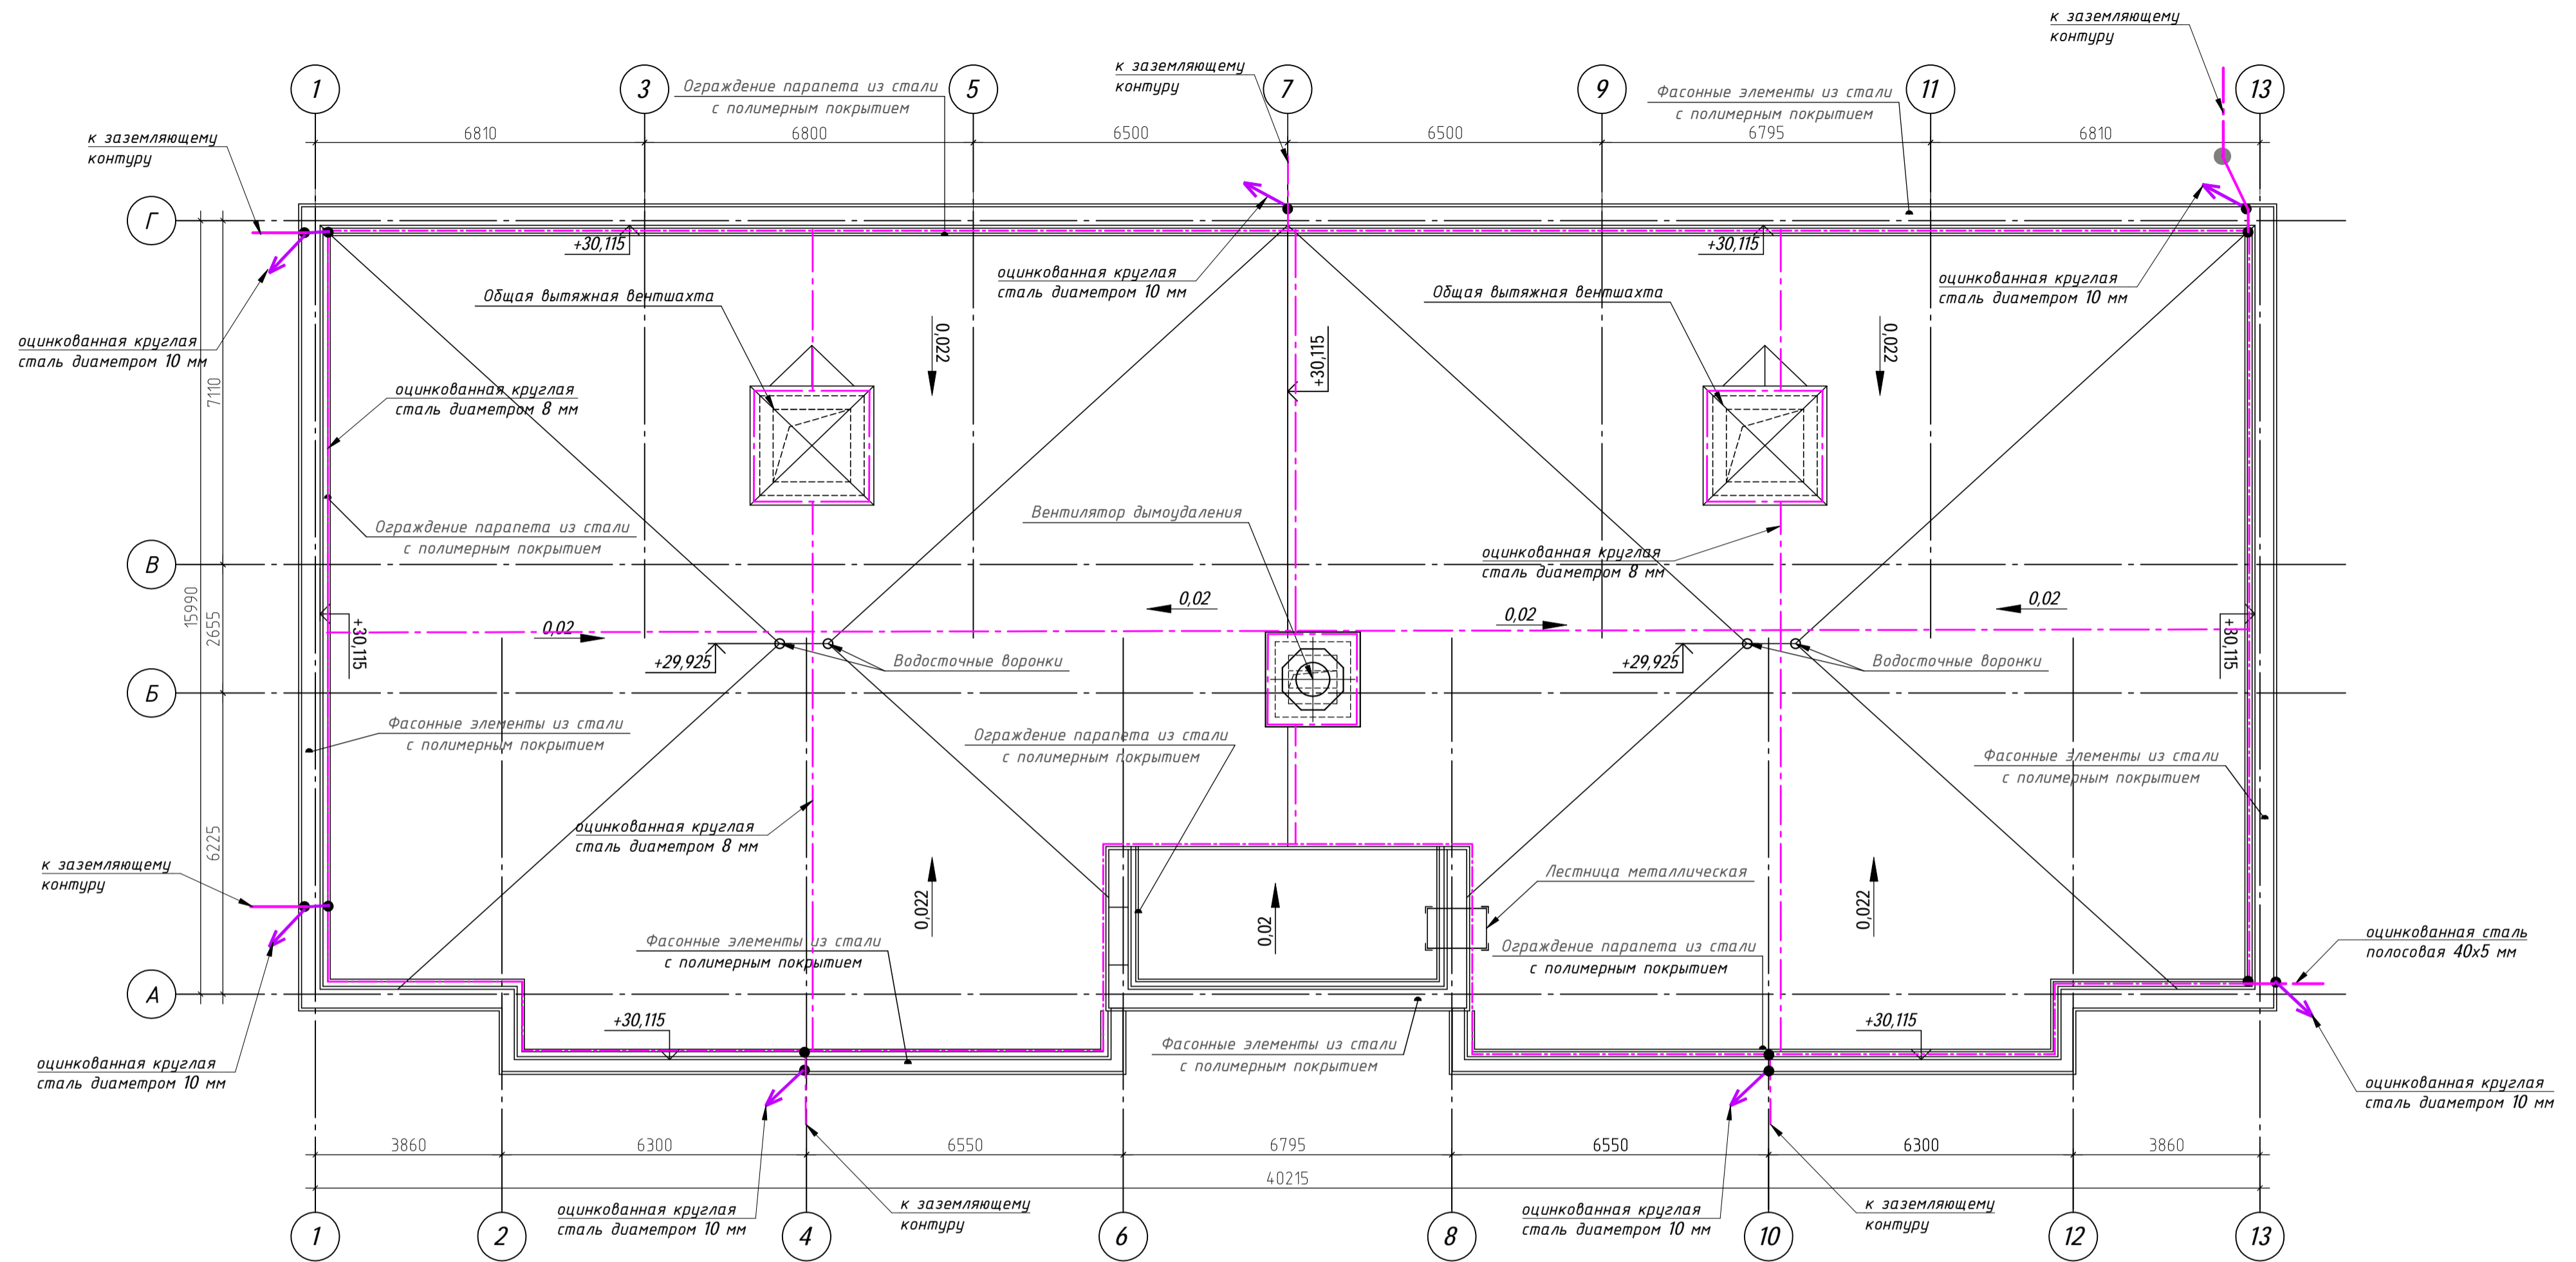 к заземляющему
контуру
к заземляющему
контуру
1
3
5
7
9
11
13
Ограждение парапета из стали
с полимерным покрытием
Фасонные элементы из стали
с полимерным покрытием
6810
6800
6500
6500
6795
6810
к заземляющему
контуру
Г
+30,115
+30,115
оцинкованная круглая
сталь диаметром 10 мм
оцинкованная круглая
сталь диаметром 10 мм
Общая вытяжная вентшахта
Общая вытяжная вентшахта
оцинкованная круглая
сталь диаметром 10 мм
0,022
+30,115
0,022
7110
оцинкованная круглая
сталь диаметром 8 мм
Ограждение парапета из стали
с полимерным покрытием
Вентилятор дымоудаления
оцинкованная круглая
сталь диаметром 8 мм
В
15990
2655
+30,115
0,02
0,02
0,02
0,02
+30,115
+29,925
Водосточные воронки
+29,925
Водосточные воронки
Б
Фасонные элементы из стали
с полимерным покрытием
Ограждение парапета из стали
с полимерным покрытием
Фасонные элементы из стали
с полимерным покрытием
6225
оцинкованная круглая
сталь диаметром 8 мм
к заземляющему
контуру
Лестница металлическая
0,022
0,02
0,022
Фасонные элементы из стали
с полимерным покрытием
Ограждение парапета из стали
с полимерным покрытием
оцинкованная сталь
полосовая 40х5 мм
А
+30,115
+30,115
Фасонные элементы из стали
с полимерным покрытием
оцинкованная круглая
сталь диаметром 10 мм
оцинкованная круглая
сталь диаметром 10 мм
3860
6300
6550
6795
6550
6300
3860
40215
оцинкованная круглая
сталь диаметром 10 мм
к заземляющему
контуру
оцинкованная круглая
сталь диаметром 10 мм
к заземляющему
контуру
1
2
4
6
8
10
12
13